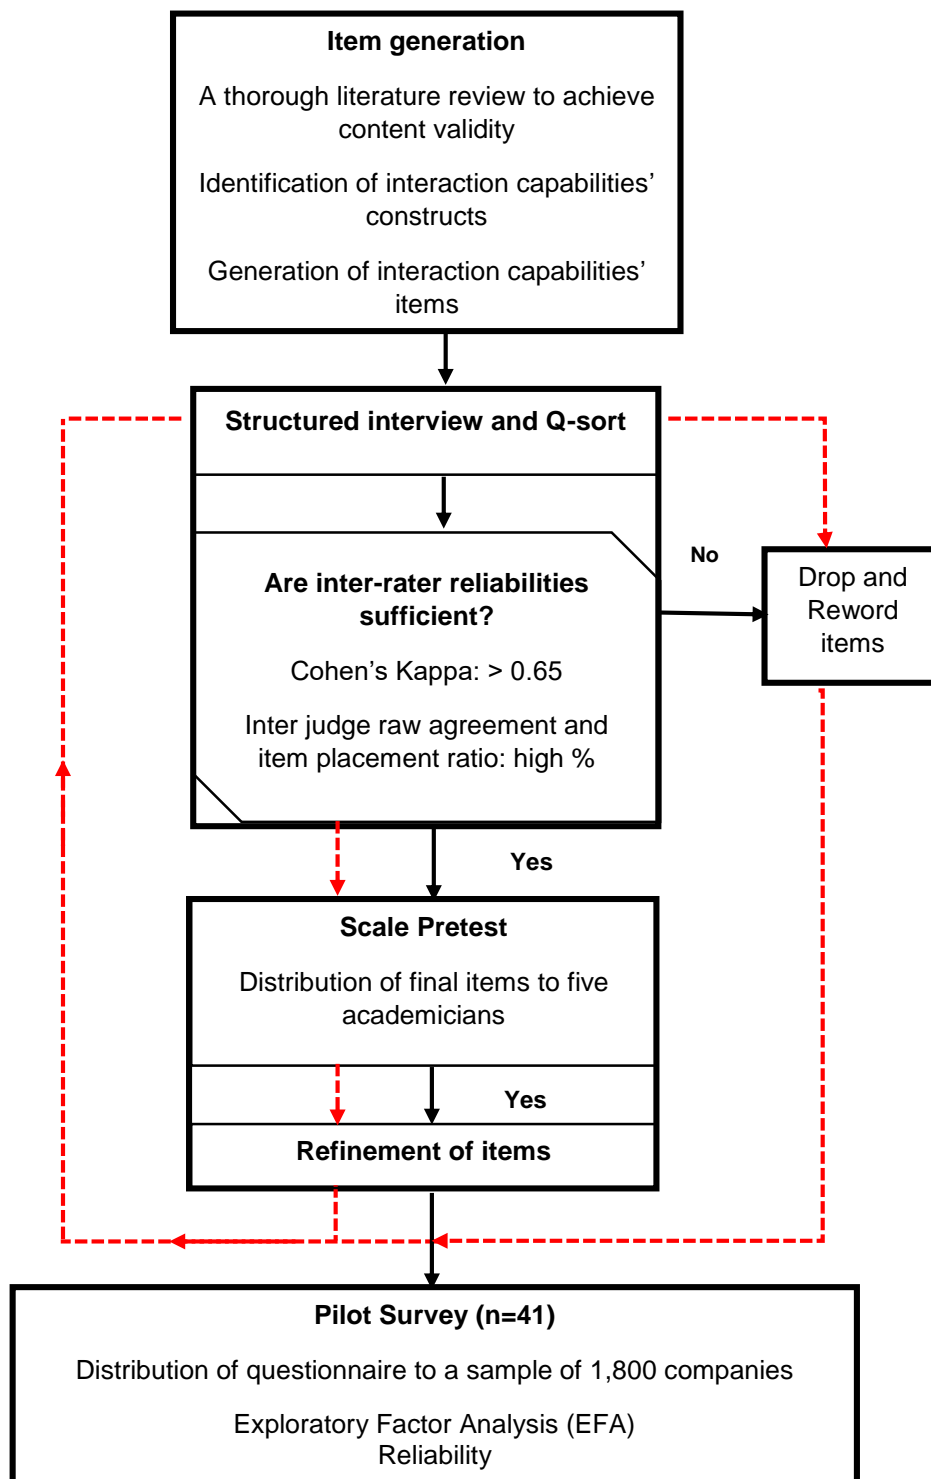 Item generation
A thorough literature review to achieve
content validity
Identification of interaction capabilities’
constructs
Generation of interaction capabilities’
items
Structured interview and Q-sort
No
Drop and
Reword
items
Are inter-rater reliabilities
sufficient?
Cohen’s Kappa: > 0.65
Inter judge raw agreement and
item placement ratio: high %
Yes
Scale Pretest
Distribution of final items to five
academicians
Yes
Refinement of items
Pilot Survey (n=41)
Distribution of questionnaire to a sample of 1,800 companies
Exploratory Factor Analysis (EFA)
Reliability